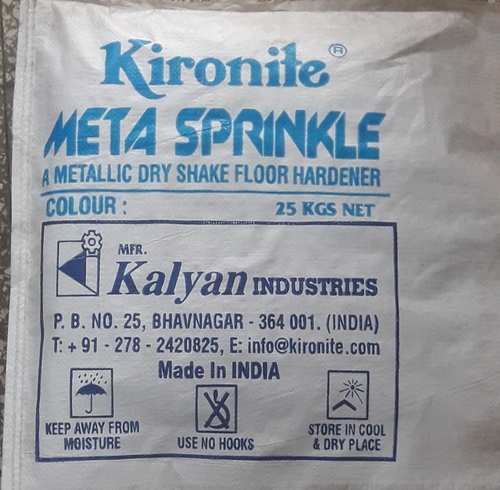 Kironite®
META SPRINKLE
A METALLIC DRY SHAKE FLOOR HARDENER
COLOUR : 25 KGS NET
MFR.
Kalyan INDUSTRIES
P. B. NO. 25, BHAVNAGAR - 364 001. (INDIA)
T: + 91 - 278 - 2420825, E: info@kironite.com
Made In INDIA
KEEP AWAY FROM MOISTURE
USE NO HOOKS
STORE IN COOL & DRY PLACE